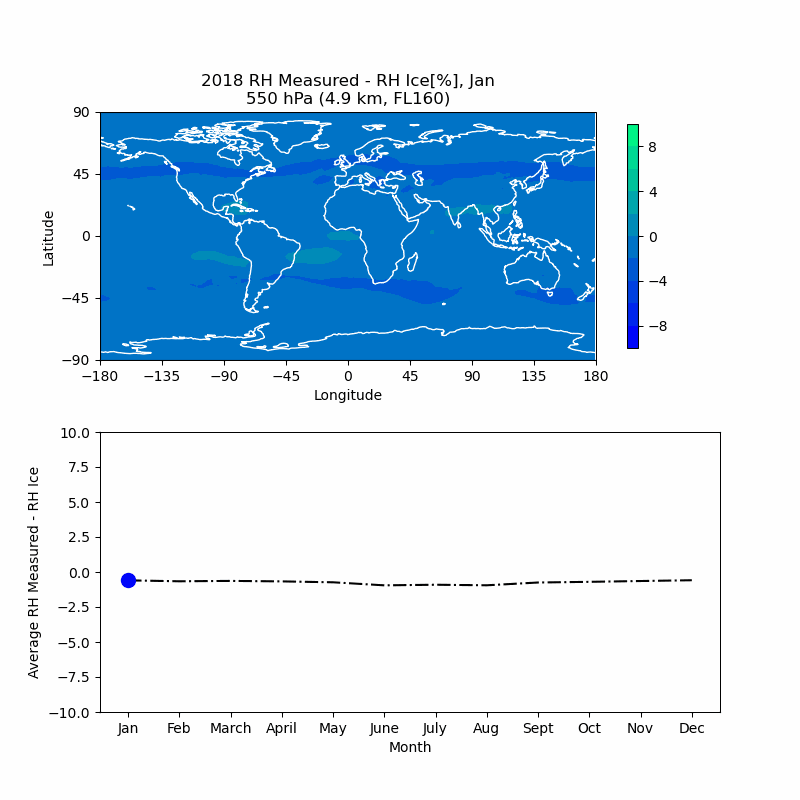 2018 RH Measured - RH Ice[%], Jan
550 hPa (4.9 km, FL160)
90
45
0
−45
−90
Latitude
−180
−135
−90
−45
0
45
90
135
180
Longitude
8
4
0
−4
−8
10.0
7.5
5.0
2.5
0.0
−2.5
−5.0
−7.5
−10.0
Average RH Measured - RH Ice
Jan
Feb
March
April
May
June
July
Aug
Sept
Oct
Nov
Dec
Month